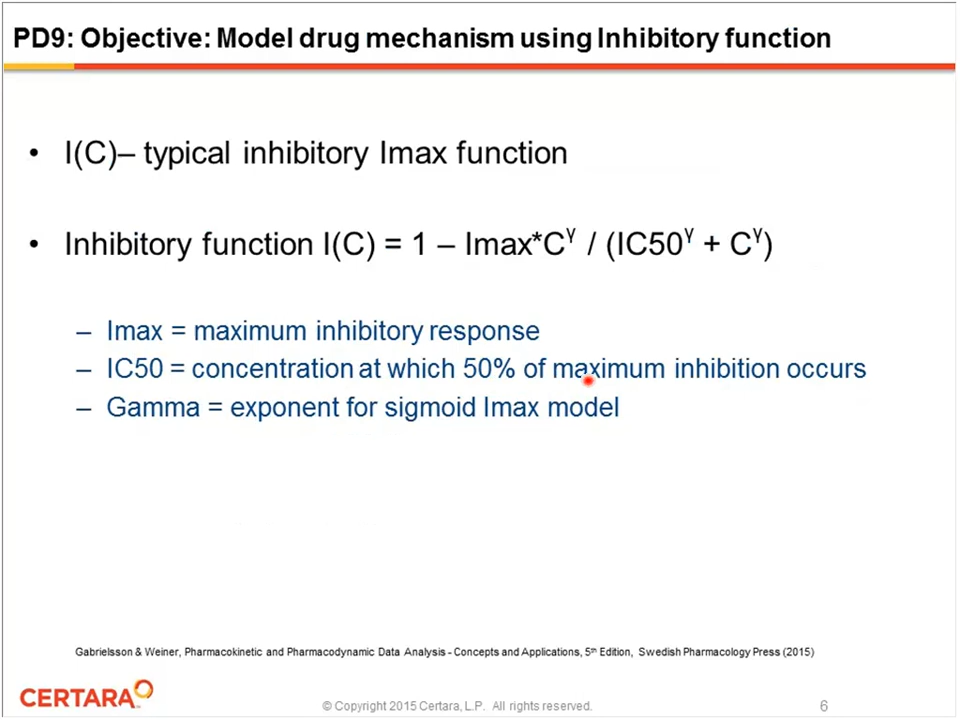 PD9: Objective: Model drug mechanism using Inhibitory function
• I(C)– typical inhibitory Imax function
• Inhibitory function I(C) = 1 – Imax*Cᵞ / (IC50ᵞ + Cᵞ)
– Imax = maximum inhibitory response
– IC50 = concentration at which 50% of maximum inhibition occurs
– Gamma = exponent for sigmoid Imax model
Gabrielsson & Weiner, Pharmacokinetic and Pharmacodynamic Data Analysis - Concepts and Applications, 5th Edition, Swedish Pharmacology Press (2015)
CERTARA™
© Copyright 2015 Certara, L.P. All rights reserved.
6